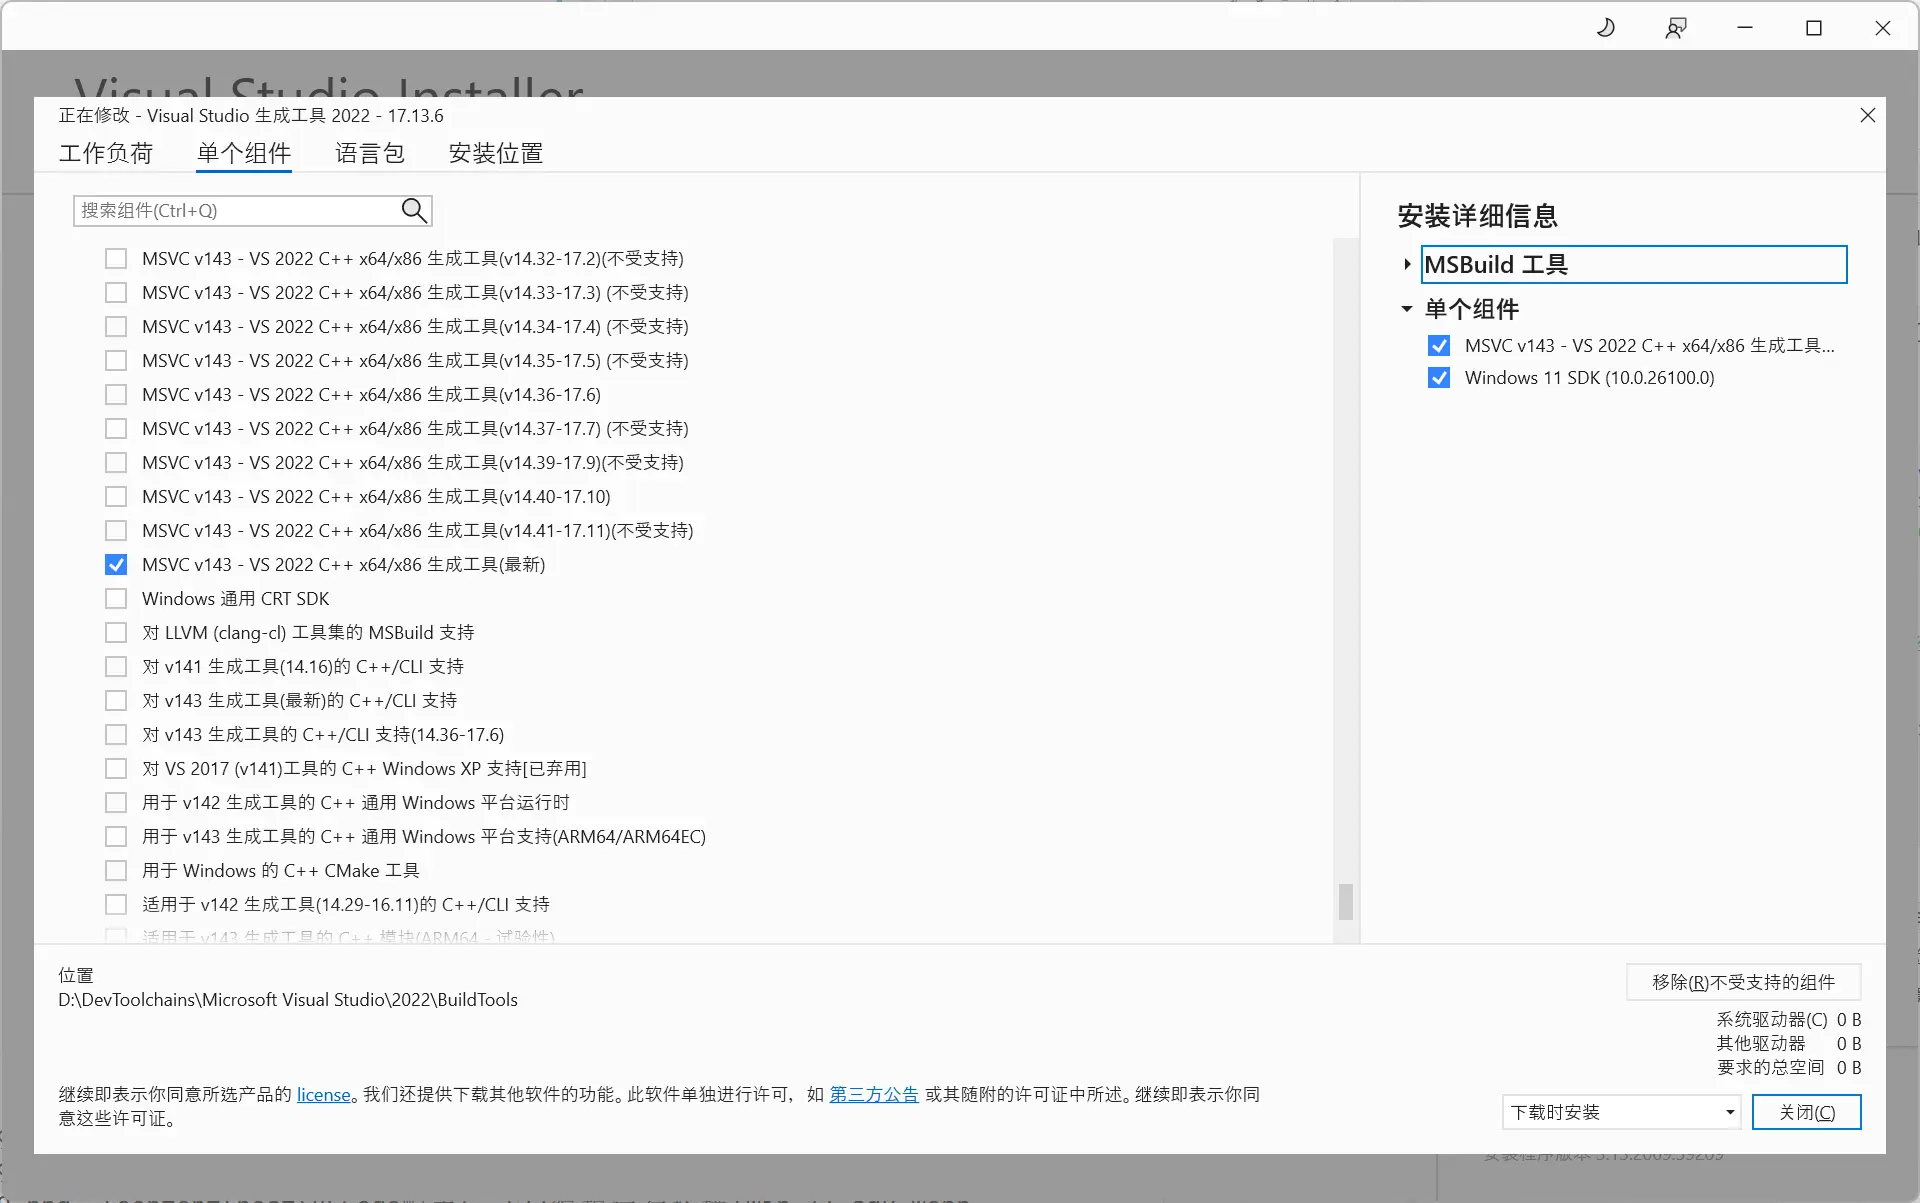 Visual Studio Installer
正在修改 - Visual Studio 生成工具 2022 - 17.13.6
工作负荷 单个组件 语言包 安装位置
搜索组件(Ctrl+Q)
MSVC v143 - VS 2022 C++ x64/x86 生成工具(v14.32-17.2)(不受支持)
MSVC v143 - VS 2022 C++ x64/x86 生成工具(v14.33-17.3) (不受支持)
MSVC v143 - VS 2022 C++ x64/x86 生成工具(v14.34-17.4) (不受支持)
MSVC v143 - VS 2022 C++ x64/x86 生成工具(v14.35-17.5) (不受支持)
MSVC v143 - VS 2022 C++ x64/x86 生成工具(v14.36-17.6)
MSVC v143 - VS 2022 C++ x64/x86 生成工具(v14.37-17.7) (不受支持)
MSVC v143 - VS 2022 C++ x64/x86 生成工具(v14.39-17.9)(不受支持)
MSVC v143 - VS 2022 C++ x64/x86 生成工具(v14.40-17.10)
MSVC v143 - VS 2022 C++ x64/x86 生成工具(v14.41-17.11)(不受支持)
MSVC v143 - VS 2022 C++ x64/x86 生成工具(最新)
Windows 通用 CRT SDK
对 LLVM (clang-cl) 工具集的 MSBuild 支持
对 v141 生成工具(14.16)的 C++/CLI 支持
对 v143 生成工具(最新)的 C++/CLI 支持
对 v143 生成工具的 C++/CLI 支持(14.36-17.6)
对 VS 2017 (v141)工具的 C++ Windows XP 支持[已弃用]
用于 v142 生成工具的 C++ 通用 Windows 平台运行时
用于 v143 生成工具的 C++ 通用 Windows 平台支持(ARM64/ARM64EC)
用于 Windows 的 C++ CMake 工具
适用于 v142 生成工具(14.29-16.11)的 C++/CLI 支持
适用于 v143 生成工具的 C++ 模块(ARM64 - 试验性)
安装详细信息
MSBuild 工具
单个组件
MSVC v143 - VS 2022 C++ x64/x86 生成工具...
Windows 11 SDK (10.0.26100.0)
位置
D:\DevToolchains\Microsoft Visual Studio\2022\BuildTools
移除(R)不受支持的组件
系统驱动器(C) 0 B
其他驱动器 0 B
要求的总空间 0 B
继续即表示你同意所选产品的 license。我们还提供下载其他软件的功能。此软件单独进行许可，如 第三方公告 或其随附的许可证中所述。继续即表示你同
意这些许可证。
下载时安装
关闭(C)